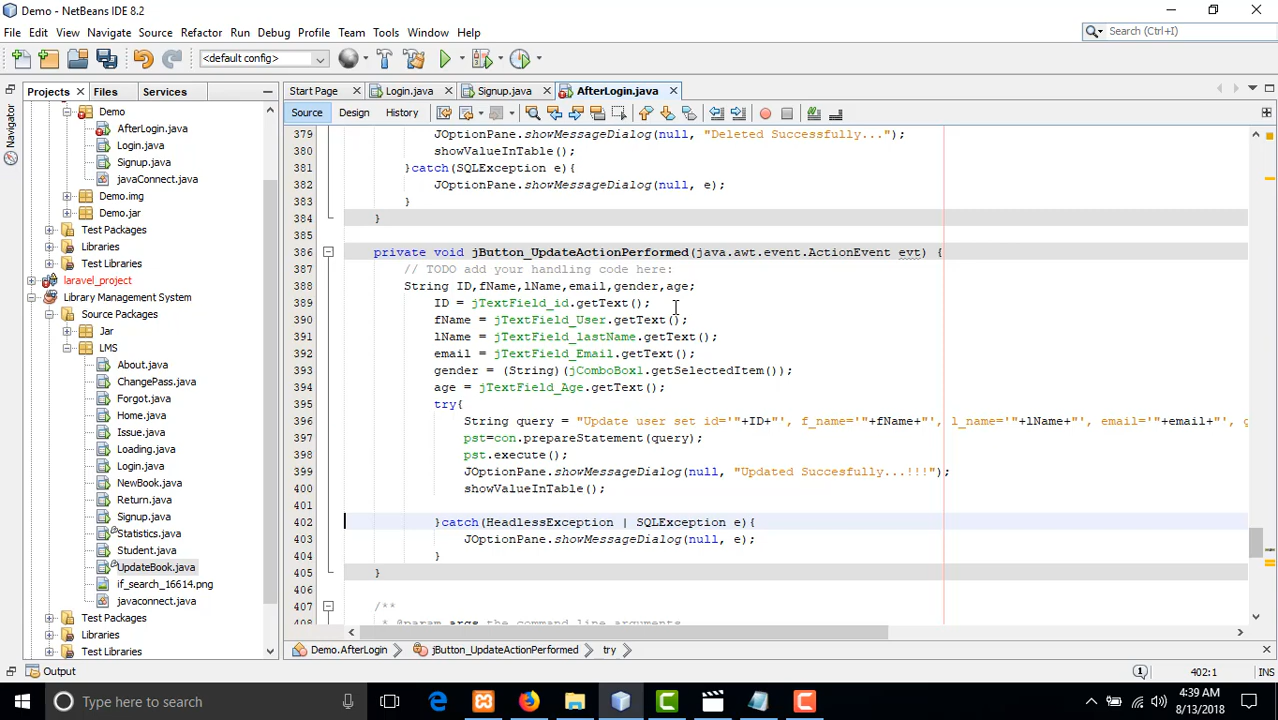 Demo - NetBeans IDE 8.2
File Edit View Navigate Source Refactor Run Debug Profile Team Tools Window Help
Search (Ctrl+I)
<default config>
Projects Files Services
Start Page Login.java Signup.java AfterLogin.java
Source Design History
Navigator
Demo
AfterLogin.java
Login.java
Signup.java
javaConnect.java
Demo.img
Demo.jar
Test Packages
Libraries
Test Libraries
laravel_project
Library Management System
Source Packages
Jar
LMS
About.java
ChangePass.java
Forgot.java
Home.java
Issue.java
Loading.java
Login.java
NewBook.java
Return.java
Signup.java
Statistics.java
Student.java
UpdateBook.java
if_search_16614.png
javaconnect.java
Test Packages
Libraries
Test Libraries
379 JOptionPane.showMessageDialog(null, "Deleted Successfully...");
380 showValueInTable();
381 }catch(SQLException e){
382 JOptionPane.showMessageDialog(null, e);
383 }
384 }
385
386 private void jButton_UpdateActionPerformed(java.awt.event.ActionEvent evt) {
387 // TODO add your handling code here:
388 String ID,fName,lName,email,gender,age;
389 ID = jTextField_id.getText();
390 fName = jTextField_User.getText();
391 lName = jTextField_lastName.getText();
392 email = jTextField_Email.getText();
393 gender = (String)(jComboBox1.getSelectedItem());
394 age = jTextField_Age.getText();
395 try{
396 String query = "Update user set id='"+ID+"', f_name='"+fName+"', l_name='"+lName+"', email='"+email+"', g
397 pst=con.prepareStatement(query);
398 pst.execute();
399 JOptionPane.showMessageDialog(null, "Updated Succesfully...!!!");
400 showValueInTable();
401
402 }catch(HeadlessException | SQLException e){
403 JOptionPane.showMessageDialog(null, e);
404 }
405 }
406
407 /**
408 * @param args the command line arguments
Demo.AfterLogin jButton_UpdateActionPerformed try
Output
1
402:1
Type here to search
4:39 AM
8/13/2018